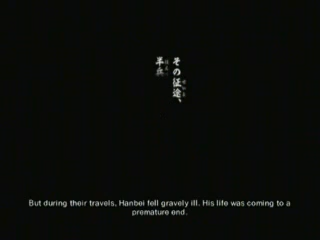 その征途、
半兵
But during their travels, Hanbei fell gravely ill. His life was coming to a
premature end.